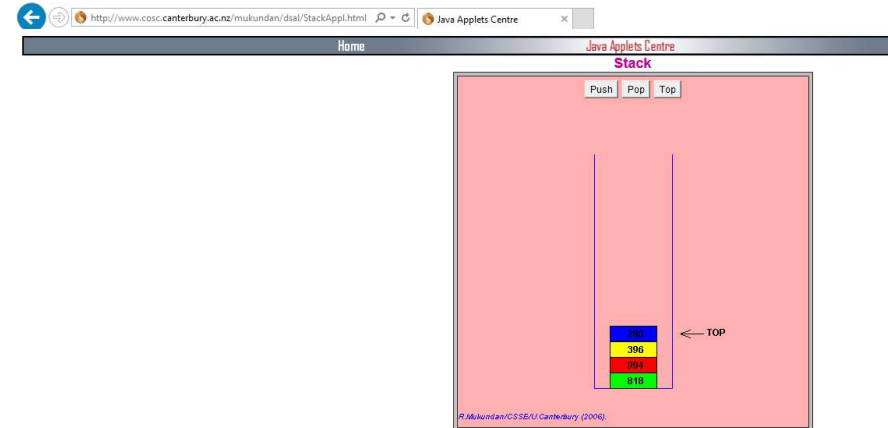 http://www.cosc.canterbury.ac.nz/mukundan/dsal/StackAppl.html
Java Applets Centre
Home
Java Applets Centre
Stack
Push Pop Top
TOP
396
994
818
R.Mukundan/CSSE/U.Canterbury (2006).